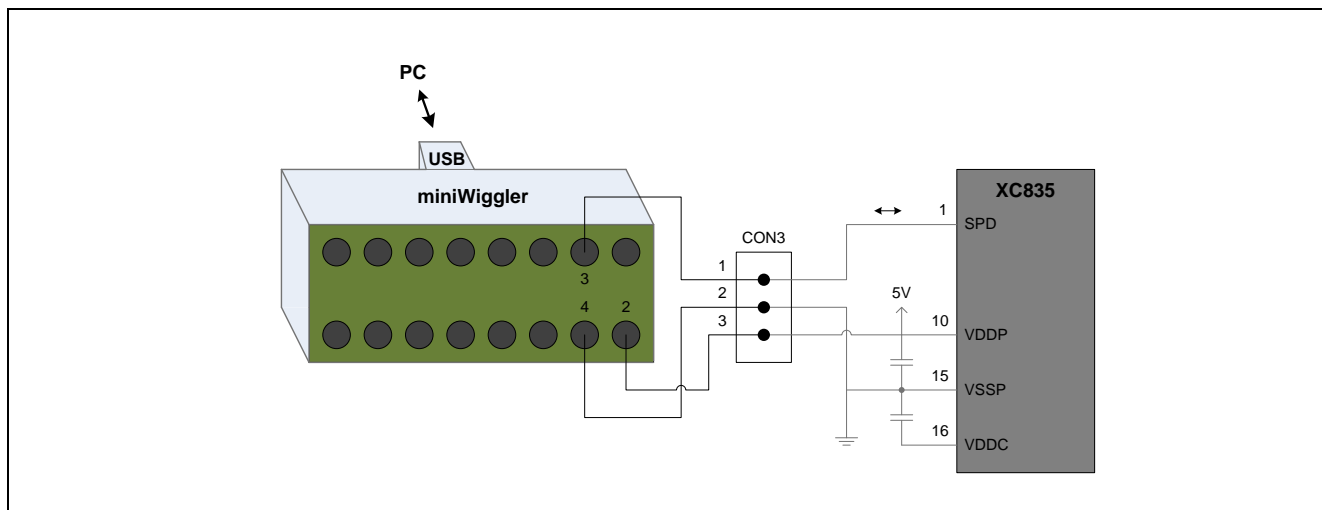 PC
USB
miniWiggler
XC835
1
SPD
CON3
1
3
2
5V
4
2
3
10
VDDP
15
VSSP
16
VDDC